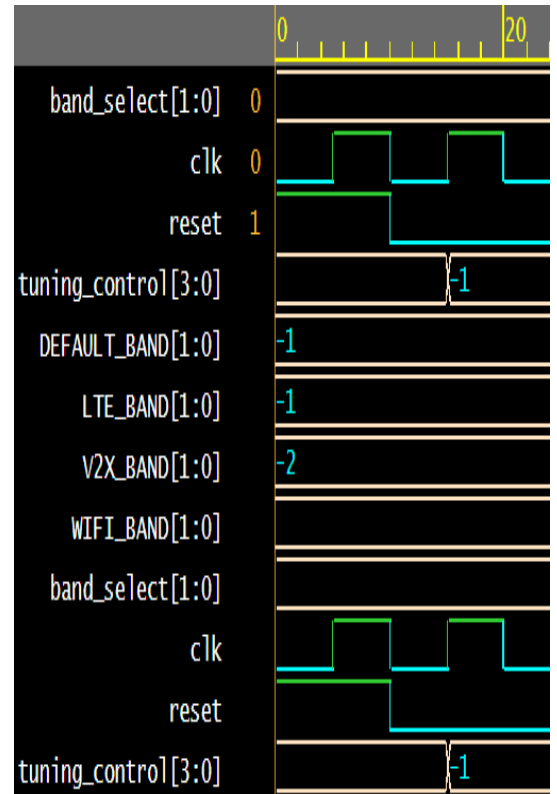 0 20
band_select[1:0] 0
clk 0
reset 1
tuning_control[3:0] -1
DEFAULT_BAND[1:0] -1
LTE_BAND[1:0] -1
V2X_BAND[1:0] -2
WIFI_BAND[1:0]
band_select[1:0]
clk
reset
tuning_control[3:0] -1